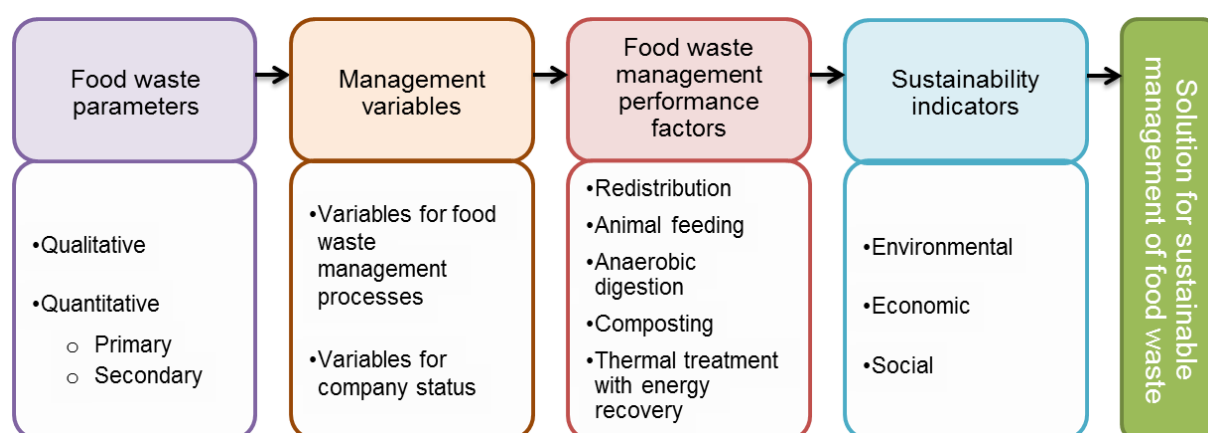 Food waste
parameters
•Qualitative
•Quantitative
o Primary
o Secondary
Management
variables
•Variables for food
waste
management
processes
•Variables for
company status
Food waste
management
performance
factors
•Redistribution
•Animal feeding
•Anaerobic
digestion
•Composting
•Thermal treatment
with energy
recovery
Sustainability
indicators
•Environmental
•Economic
•Social
Solution for sustainable
management of food waste